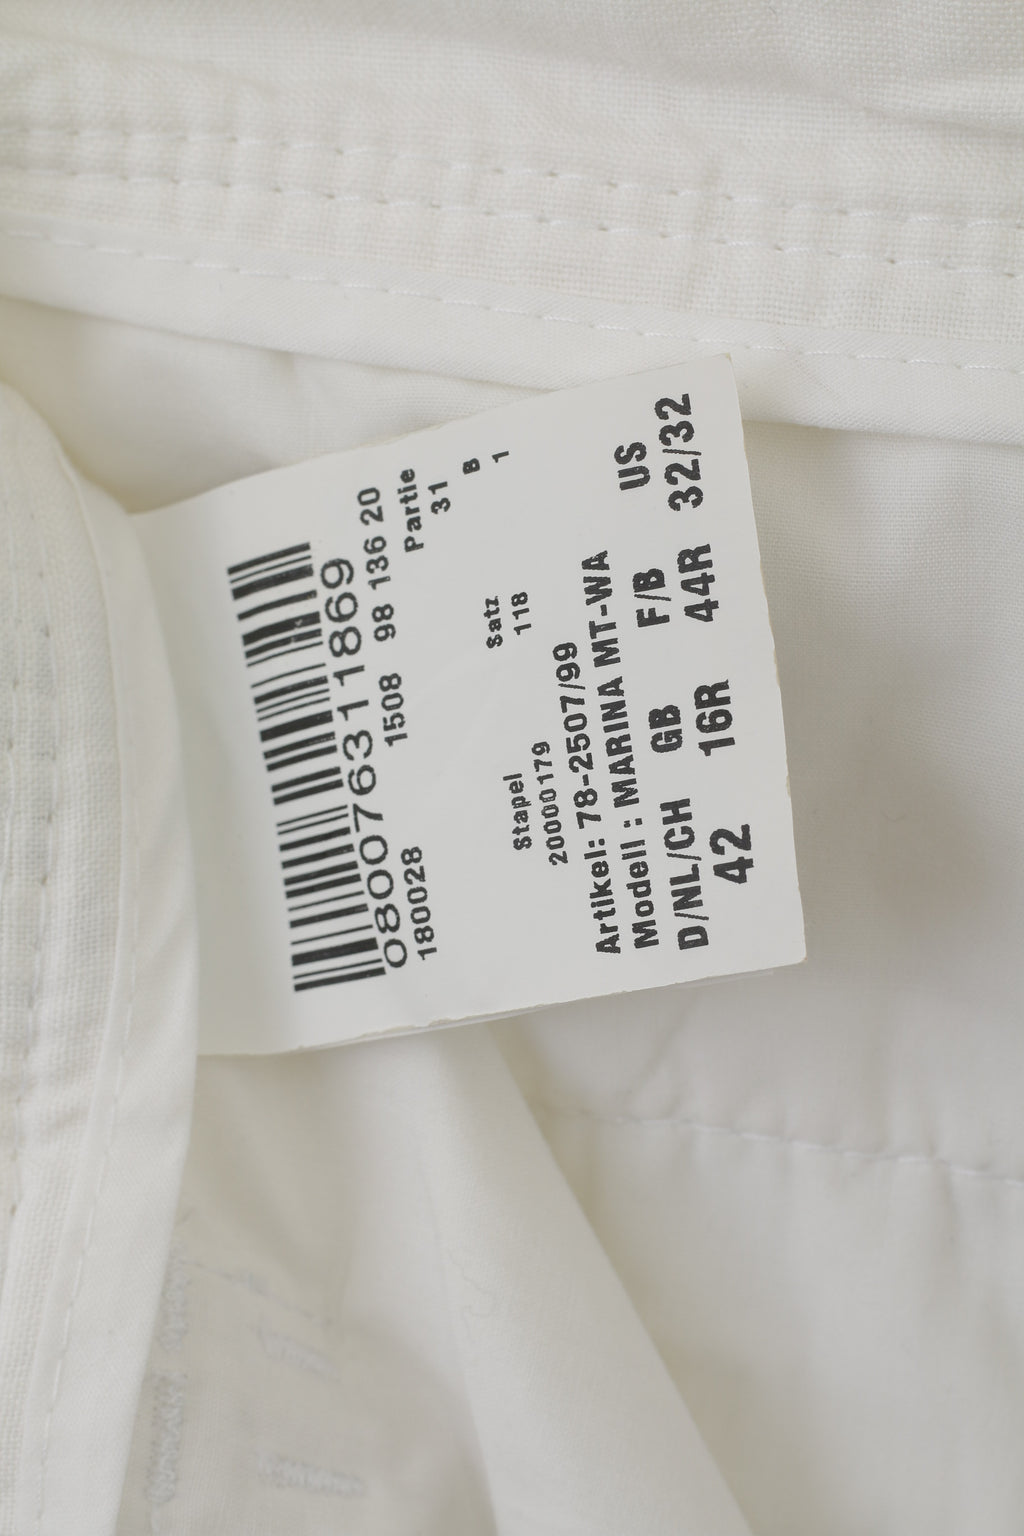 080076311869
180028 1508 98 136 20
Partie
31
B
1
Satz
118
Stapel
20000179
Artikel: 78-2507/99
Modell : MARINA MT-WA
D/NL/CH GB F/B US
42 16R 44R 32/32